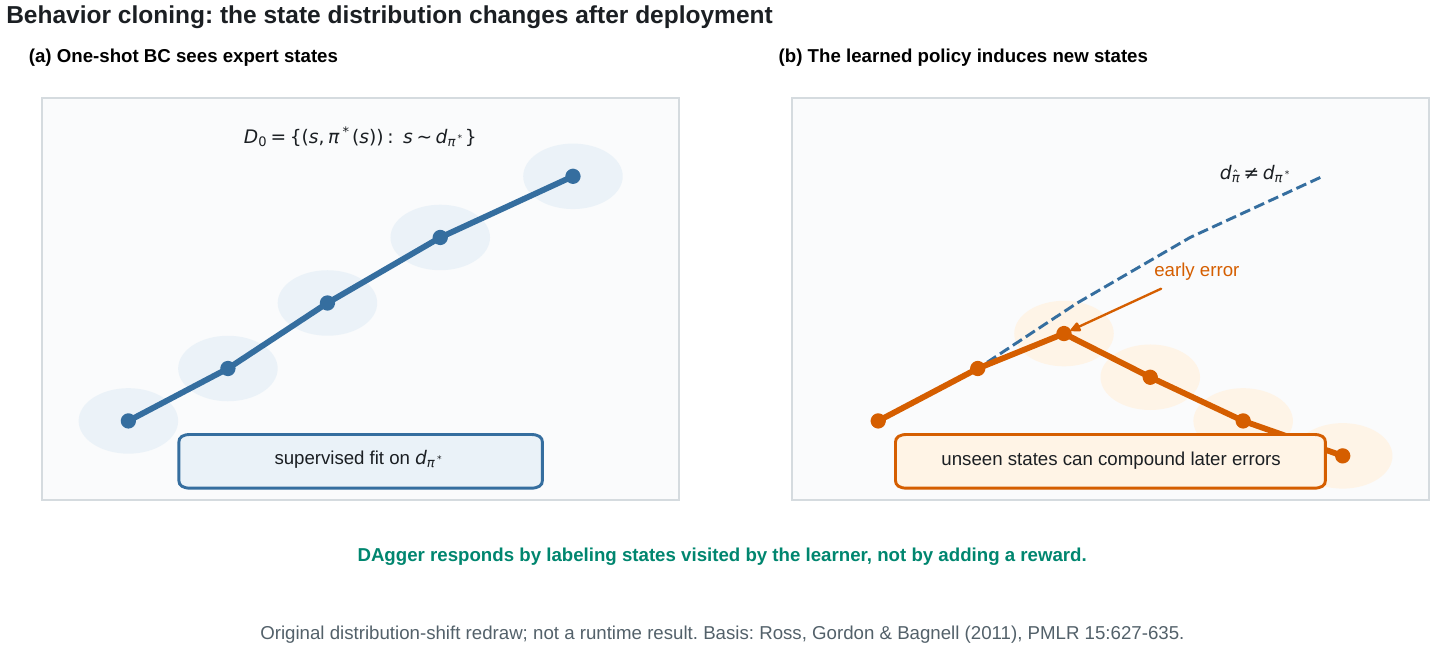 Behavior cloning: the state distribution changes after deployment
(a) One-shot BC sees expert states
(b) The learned policy induces new states
D₀ = {(s, π*(s)) : s ~ d_π*}
d_π̂ ≠ d_π*
early error
supervised fit on d_π*
unseen states can compound later errors
DAgger responds by labeling states visited by the learner, not by adding a reward.
Original distribution-shift redraw; not a runtime result. Basis: Ross, Gordon & Bagnell (2011), PMLR 15:627-635.